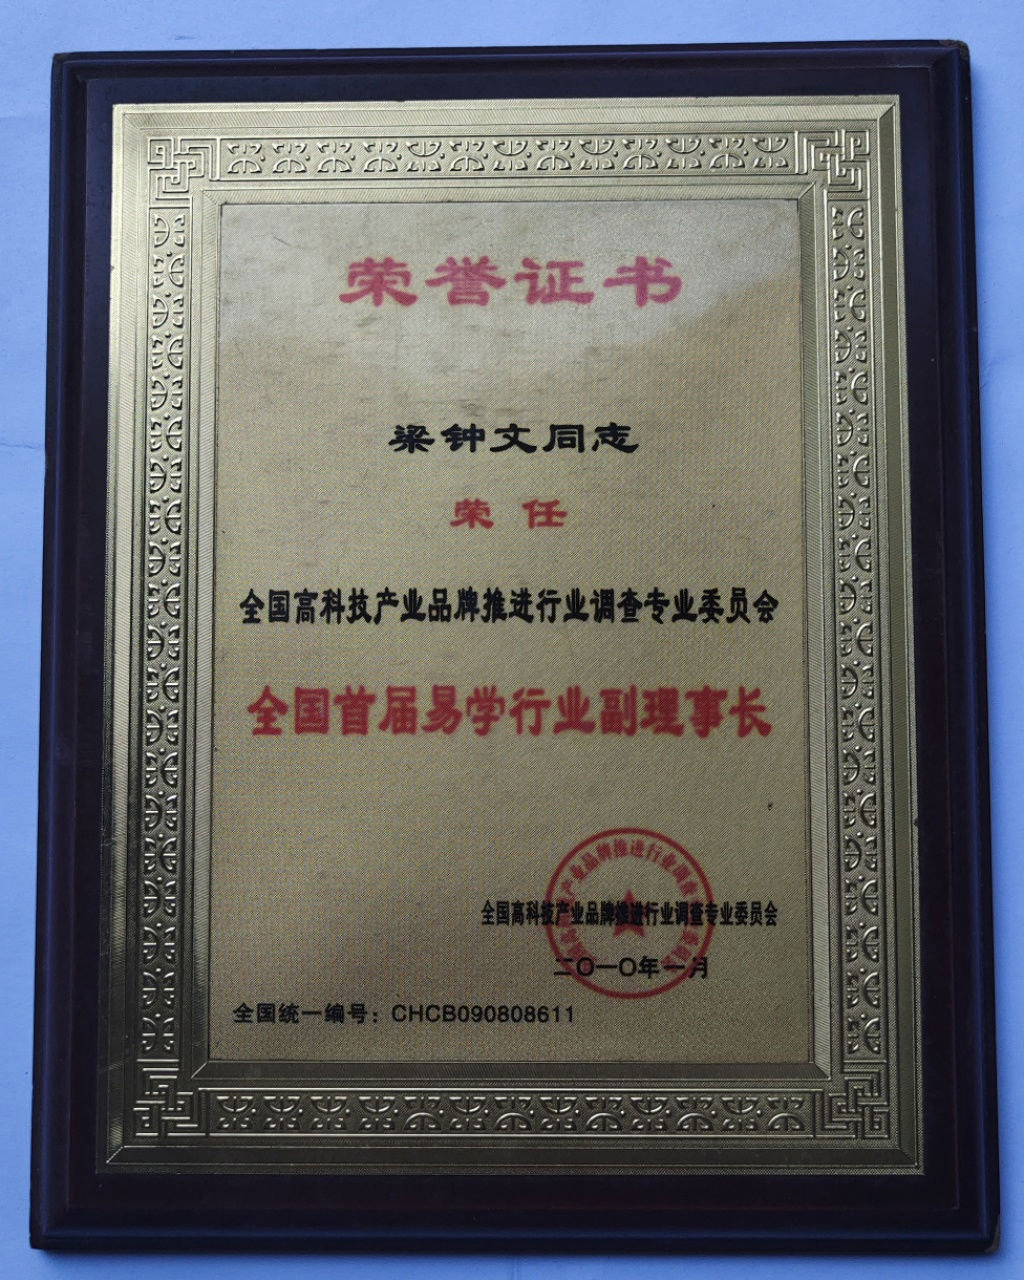 荣誉证书
梁钟文同志
荣任
全国高科技产业品牌推进行业调查专业委员会
全国首届易学行业副理事长
全国高科技产业品牌推进行业调查专业委员会
二〇一〇年一月
全国统一编号：CHCB090808611